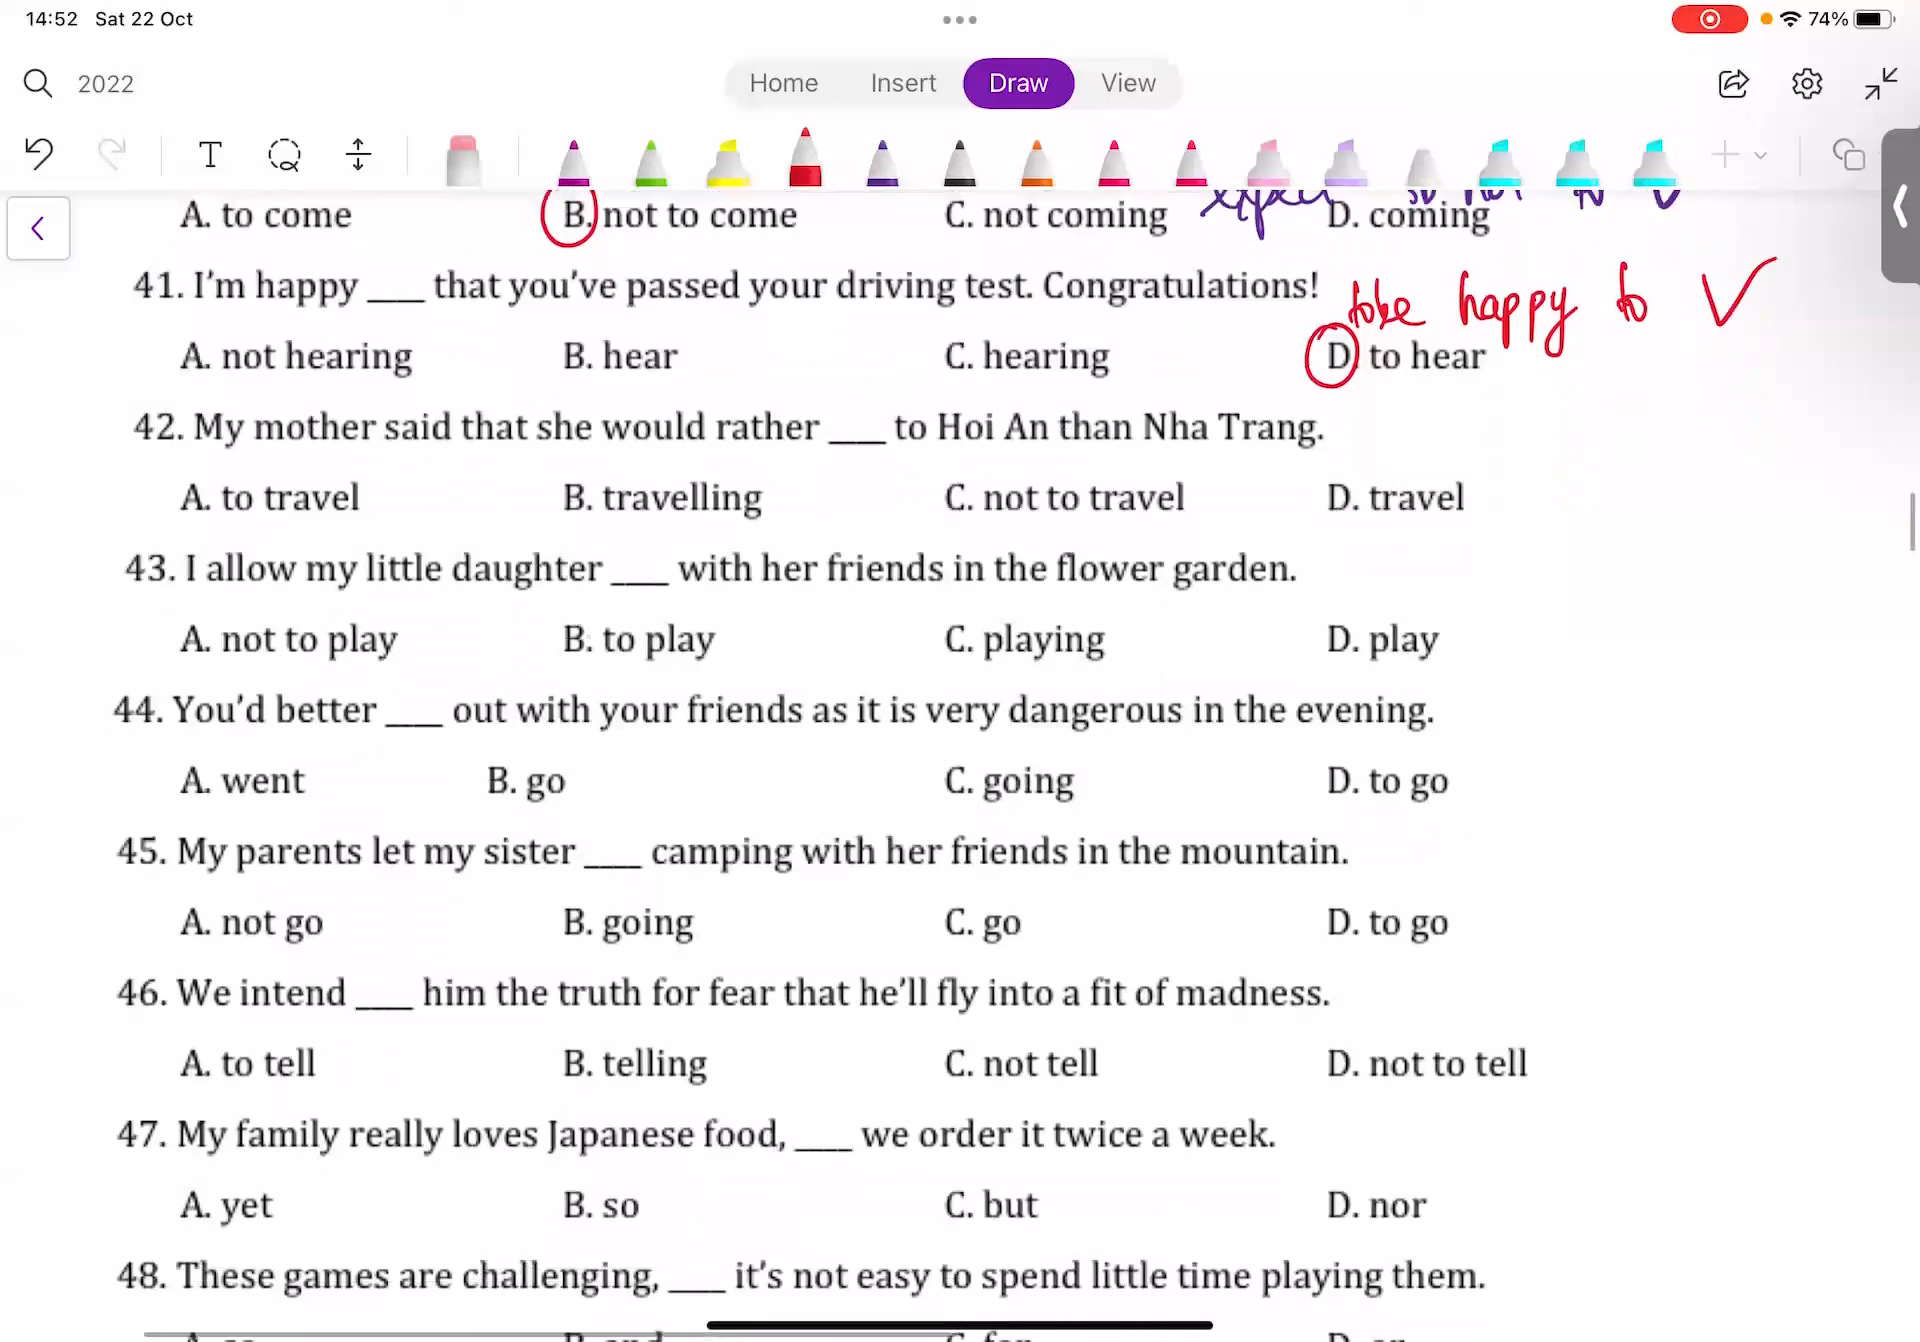 14:52 Sat 22 Oct
74%
2022
Home Insert Draw View
T
A. to come B. not to come C. not coming D. coming
41. I'm happy ___ that you've passed your driving test. Congratulations!
tobe happy to V
A. not hearing B. hear C. hearing D. to hear
42. My mother said that she would rather ___ to Hoi An than Nha Trang.
A. to travel B. travelling C. not to travel D. travel
43. I allow my little daughter ___ with her friends in the flower garden.
A. not to play B. to play C. playing D. play
44. You'd better ___ out with your friends as it is very dangerous in the evening.
A. went B. go C. going D. to go
45. My parents let my sister ___ camping with her friends in the mountain.
A. not go B. going C. go D. to go
46. We intend ___ him the truth for fear that he'll fly into a fit of madness.
A. to tell B. telling C. not tell D. not to tell
47. My family really loves Japanese food, ___ we order it twice a week.
A. yet B. so C. but D. nor
48. These games are challenging, ___ it's not easy to spend little time playing them.